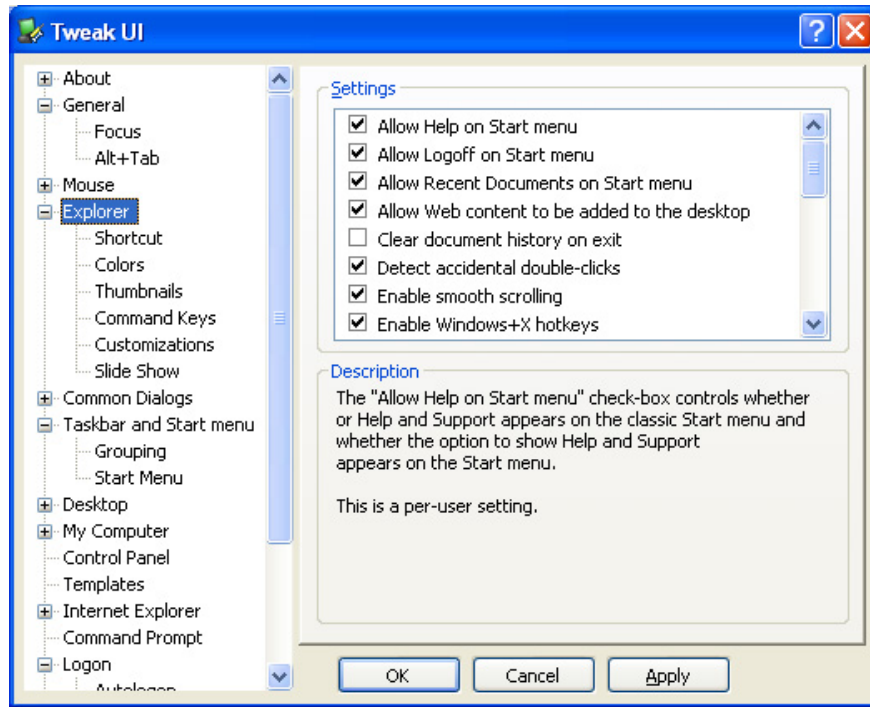 Tweak UI
About
General
Focus
Alt+Tab
Mouse
Explorer
Shortcut
Colors
Thumbnails
Command Keys
Customizations
Slide Show
Common Dialogs
Taskbar and Start menu
Grouping
Start Menu
Desktop
My Computer
Control Panel
Templates
Internet Explorer
Command Prompt
Logon
Autologon
Settings
Allow Help on Start menu
Allow Logoff on Start menu
Allow Recent Documents on Start menu
Allow Web content to be added to the desktop
Clear document history on exit
Detect accidental double-clicks
Enable smooth scrolling
Enable Windows+X hotkeys
Description
The "Allow Help on Start menu" check-box controls whether
or Help and Support appears on the classic Start menu and
whether the option to show Help and Support
appears on the Start menu.
This is a per-user setting.
OK
Cancel
Apply